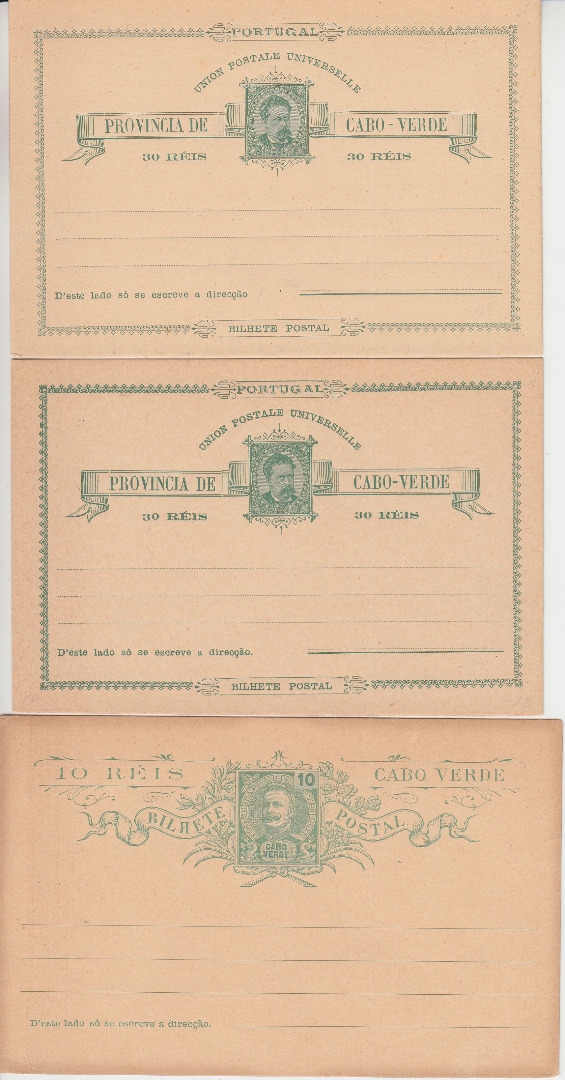 PORTUGAL
UNION POSTALE UNIVERSELLE
PROVINCIA DE CABO - VERDE
30 RÉIS 30 RÉIS
D'este lado só se escreve a direcção
BILHETE POSTAL
PORTUGAL
UNION POSTALE UNIVERSELLE
PROVINCIA DE CABO-VERDE
30 RÉIS 30 RÉIS
D'este lado só se escreve a direcção.
BILHETE POSTAL
10 RÉIS CABO VERDE
10
BILHETE POSTAL
CABO
VERDE
D'este lado só se escreve a direcção.